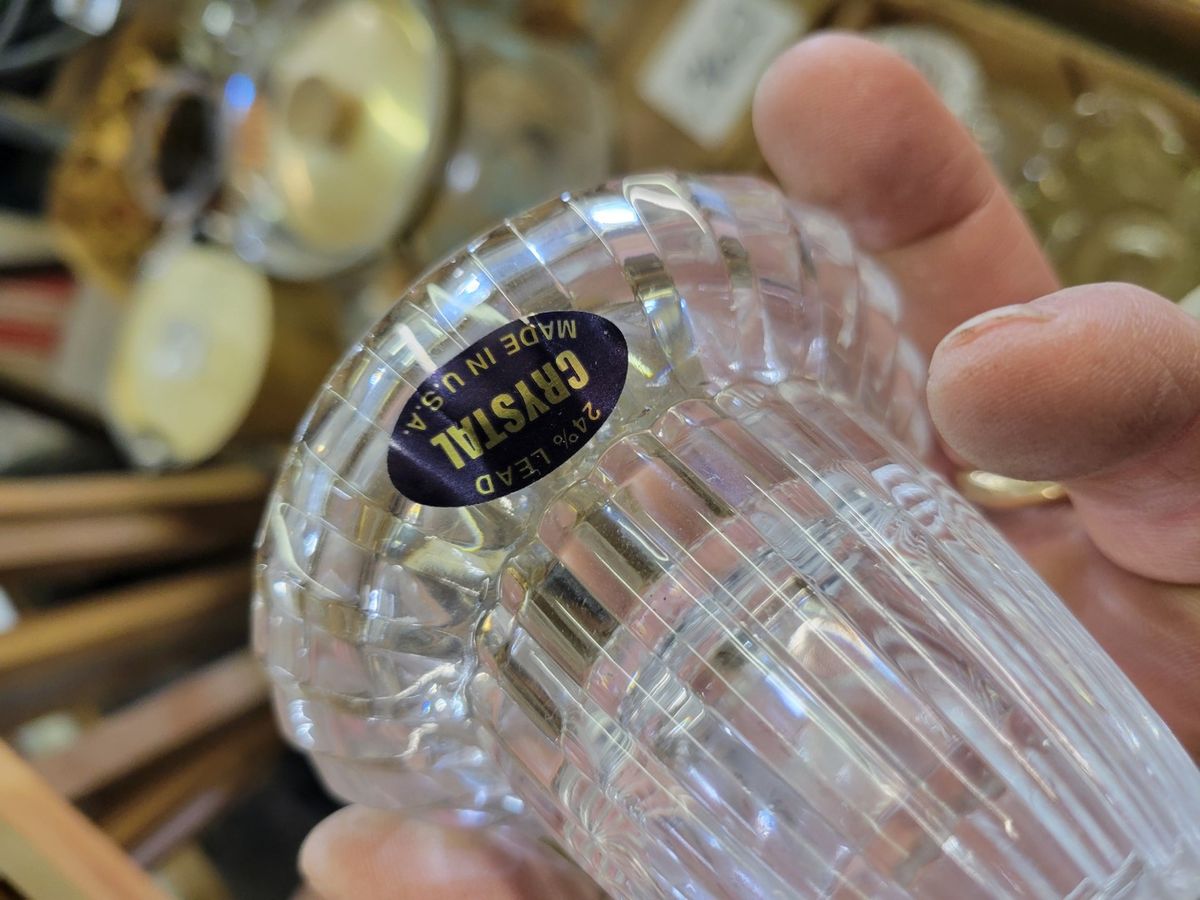 24% LEAD
CRYSTAL
MADE IN U.S.A.